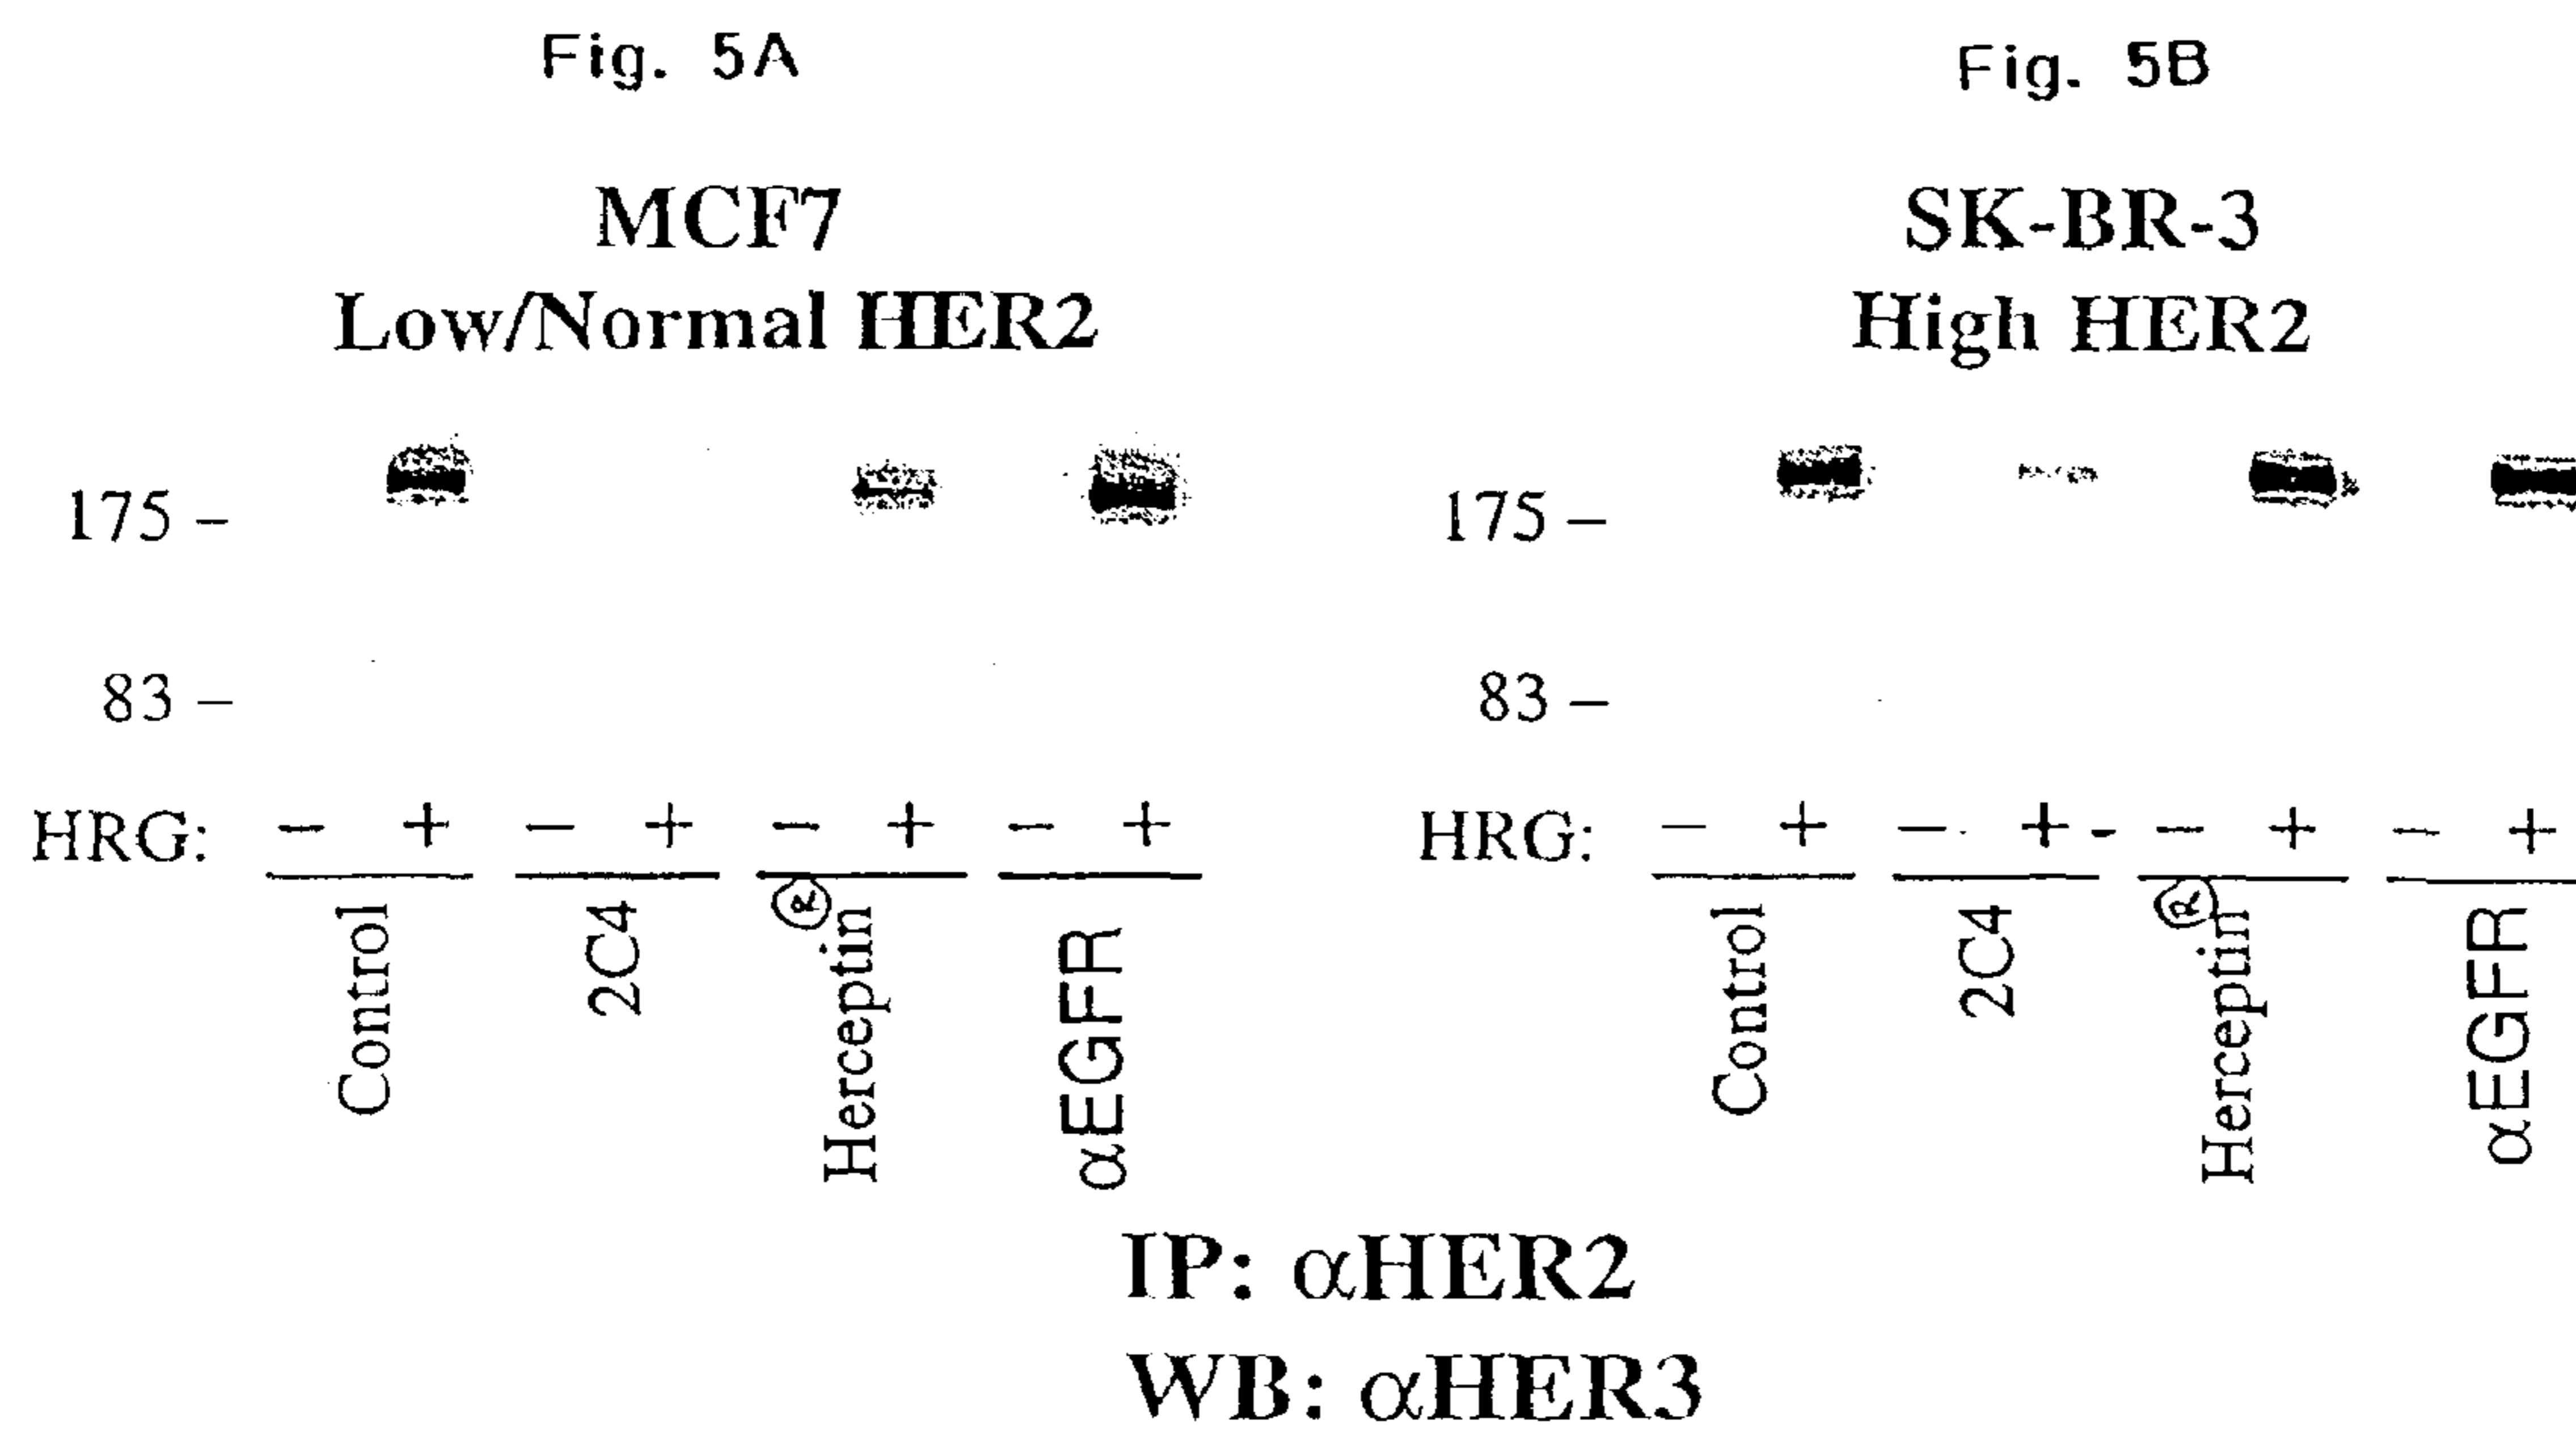 Fig. 5A
MCF7
Low/Normal HER2
175 –
83 –
HRG: – + – + – + – +
Control
2C4
Herceptin®
αEGFR
Fig. 5B
SK-BR-3
High HER2
175 –
83 –
HRG: – + – + - – + – +
Control
2C4
Herceptin®
αEGFR
IP: αHER2
WB: αHER3